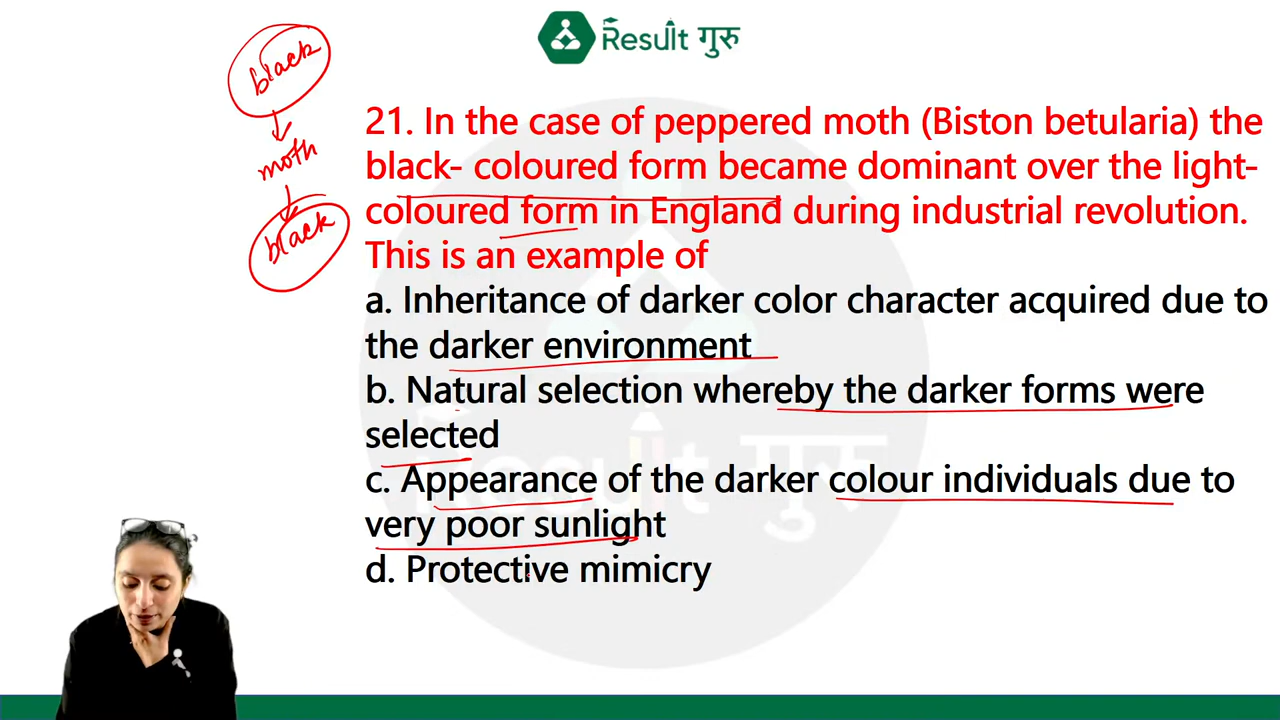 Result गुरु
black
moth
black
21. In the case of peppered moth (Biston betularia) the
black- coloured form became dominant over the light-
coloured form in England during industrial revolution.
This is an example of
a. Inheritance of darker color character acquired due to
the darker environment
b. Natural selection whereby the darker forms were
selected
c. Appearance of the darker colour individuals due to
very poor sunlight
d. Protective mimicry
Result गुरु